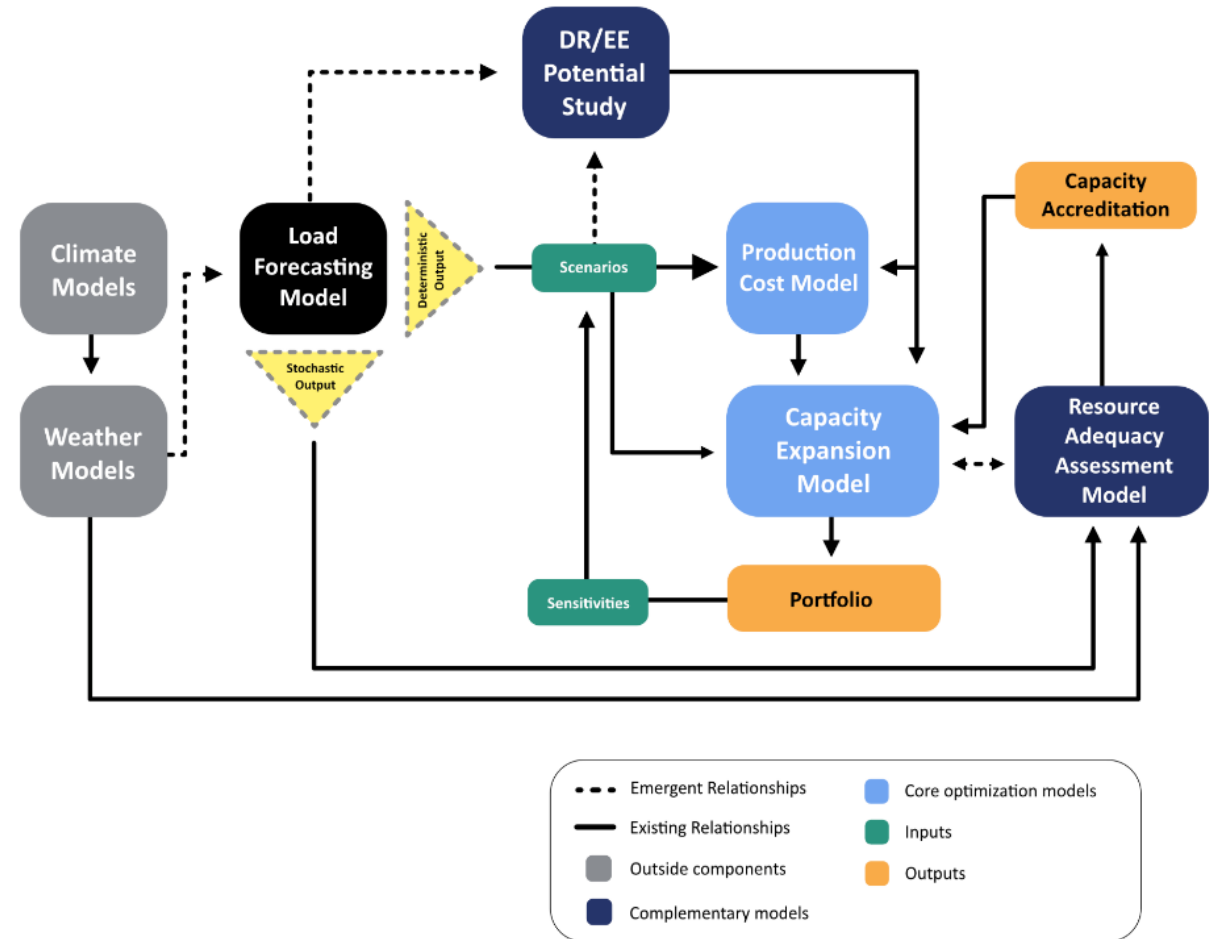 DR/EE
Potential
Study
Capacity
Accreditation
Climate
Models
Load
Forecasting
Model
Deterministic
Output
Scenarios
Production
Cost Model
Stochastic
Output
Weather
Models
Capacity
Expansion
Model
Resource
Adequacy
Assessment
Model
Sensitivities
Portfolio
Emergent Relationships
Existing Relationships
Outside components
Complementary models
Core optimization models
Inputs
Outputs